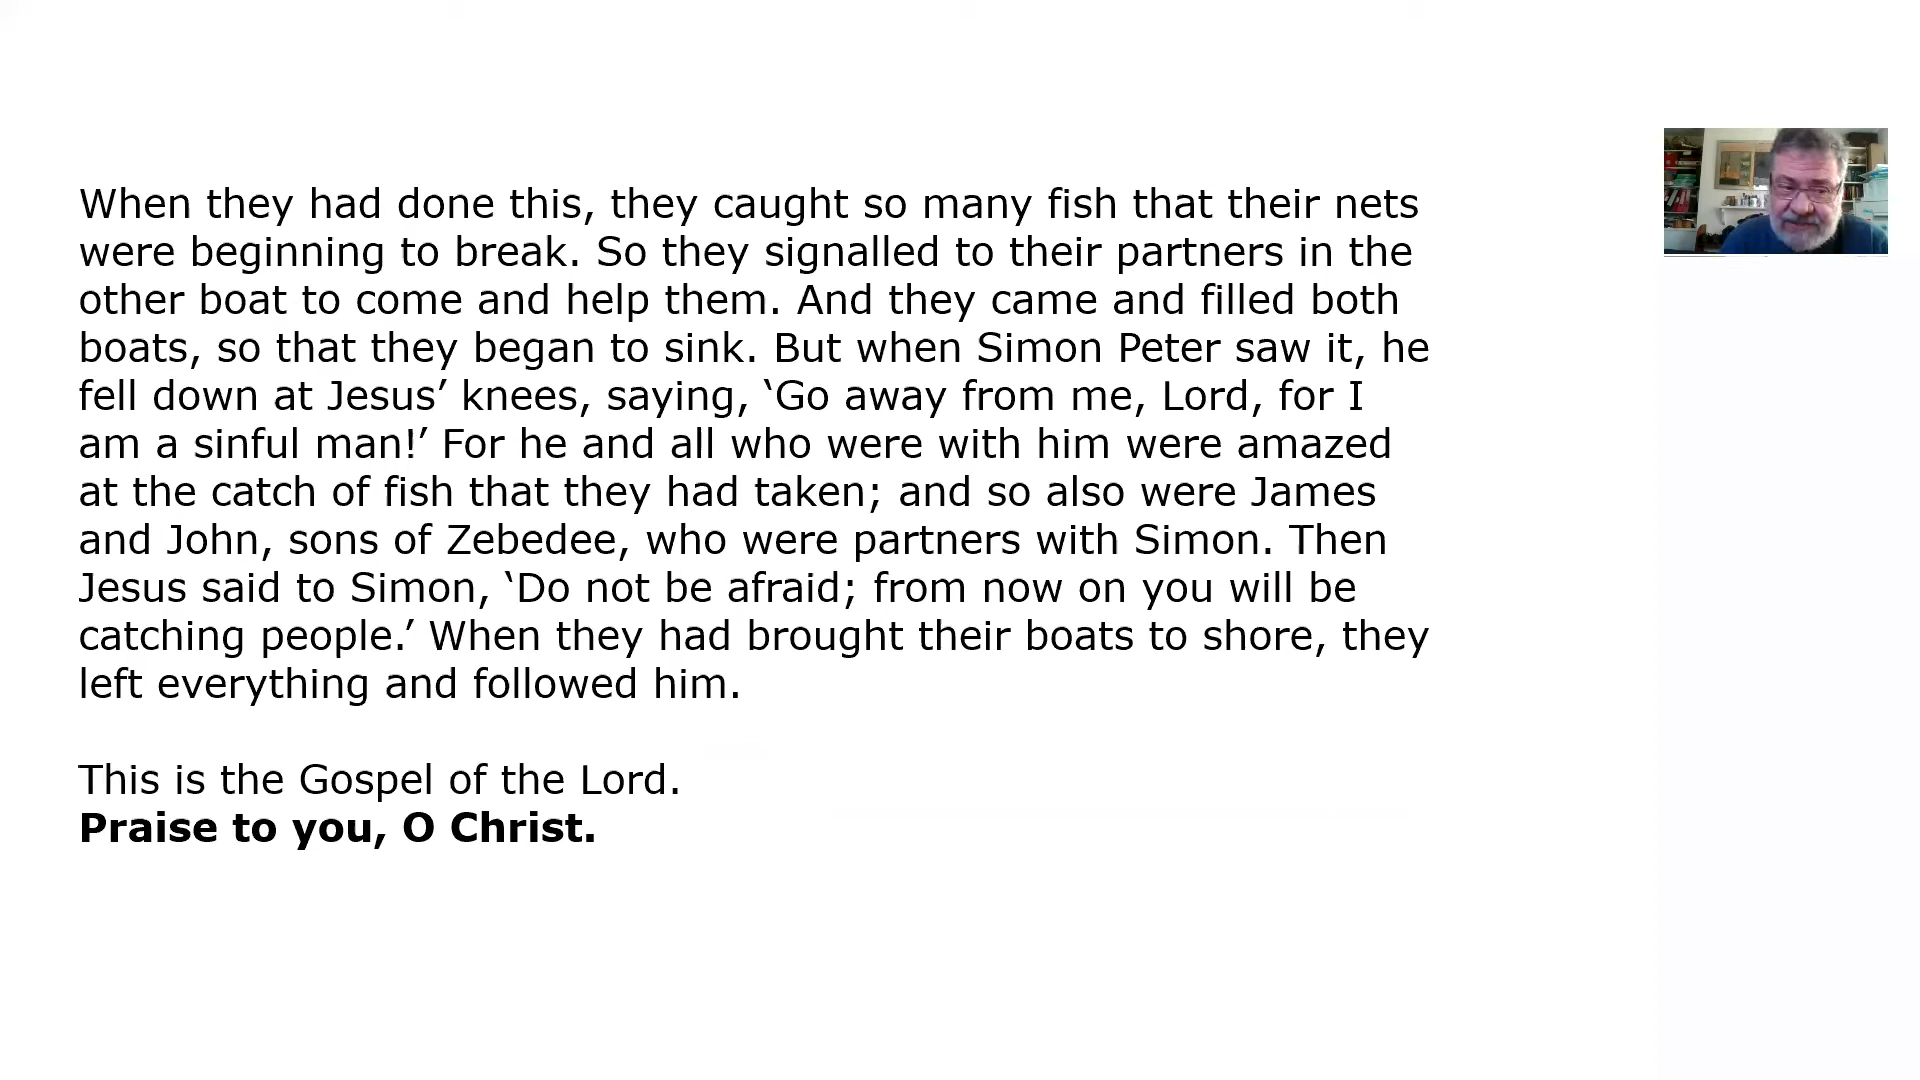 When they had done this, they caught so many fish that their nets
were beginning to break. So they signalled to their partners in the
other boat to come and help them. And they came and filled both
boats, so that they began to sink. But when Simon Peter saw it, he
fell down at Jesus’ knees, saying, ‘Go away from me, Lord, for I
am a sinful man!’ For he and all who were with him were amazed
at the catch of fish that they had taken; and so also were James
and John, sons of Zebedee, who were partners with Simon. Then
Jesus said to Simon, ‘Do not be afraid; from now on you will be
catching people.’ When they had brought their boats to shore, they
left everything and followed him.
This is the Gospel of the Lord.
Praise to you, O Christ.